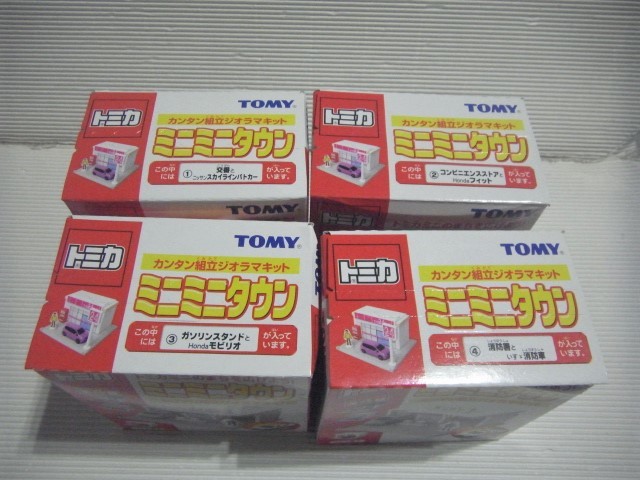 トミカ
TOMY
カンタン組立ジオラマキット
ミニミニタウン
この中には
① 交番と
ニッサンスカイラインパトカー
が入っています。
トミカ
TOMY
カンタン組立ジオラマキット
ミニミニタウン
この中には
② コンビニエンスストアと
Hondaフィット
が入っています。
トミカ
TOMY
カンタン組立ジオラマキット
ミニミニタウン
この中には
③ ガソリンスタンドと
Hondaモビリオ
が入っています。
トミカ
TOMY
カンタン組立ジオラマキット
ミニミニタウン
この中には
④ 消防署と
いすゞ消防車
が入っています。